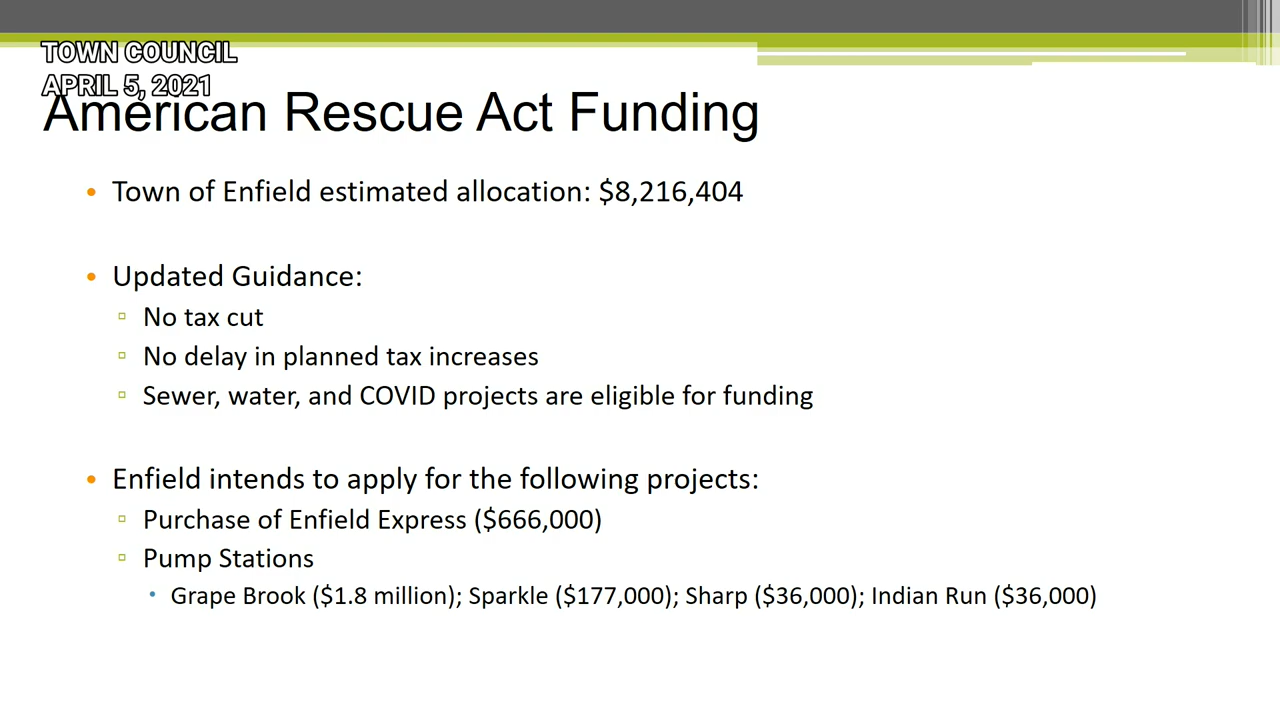 TOWN COUNCIL
APRIL 5, 2021
American Rescue Act Funding
• Town of Enfield estimated allocation: $8,216,404
• Updated Guidance:
▫ No tax cut
▫ No delay in planned tax increases
▫ Sewer, water, and COVID projects are eligible for funding
• Enfield intends to apply for the following projects:
▫ Purchase of Enfield Express ($666,000)
▫ Pump Stations
• Grape Brook ($1.8 million); Sparkle ($177,000); Sharp ($36,000); Indian Run ($36,000)